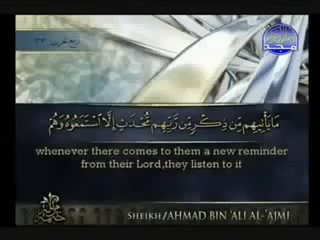 مَا يَأْتِيهِم مِّن ذِكْرٍ مِّن رَّبِّهِم مُّحْدَثٍ إِلَّا ٱسْتَمَعُوهُ وَهُمْ
whenever there comes to them a new reminder
from their Lord,they listen to it
SHEIKH/AHMAD BIN 'ALI AL-'AJMI